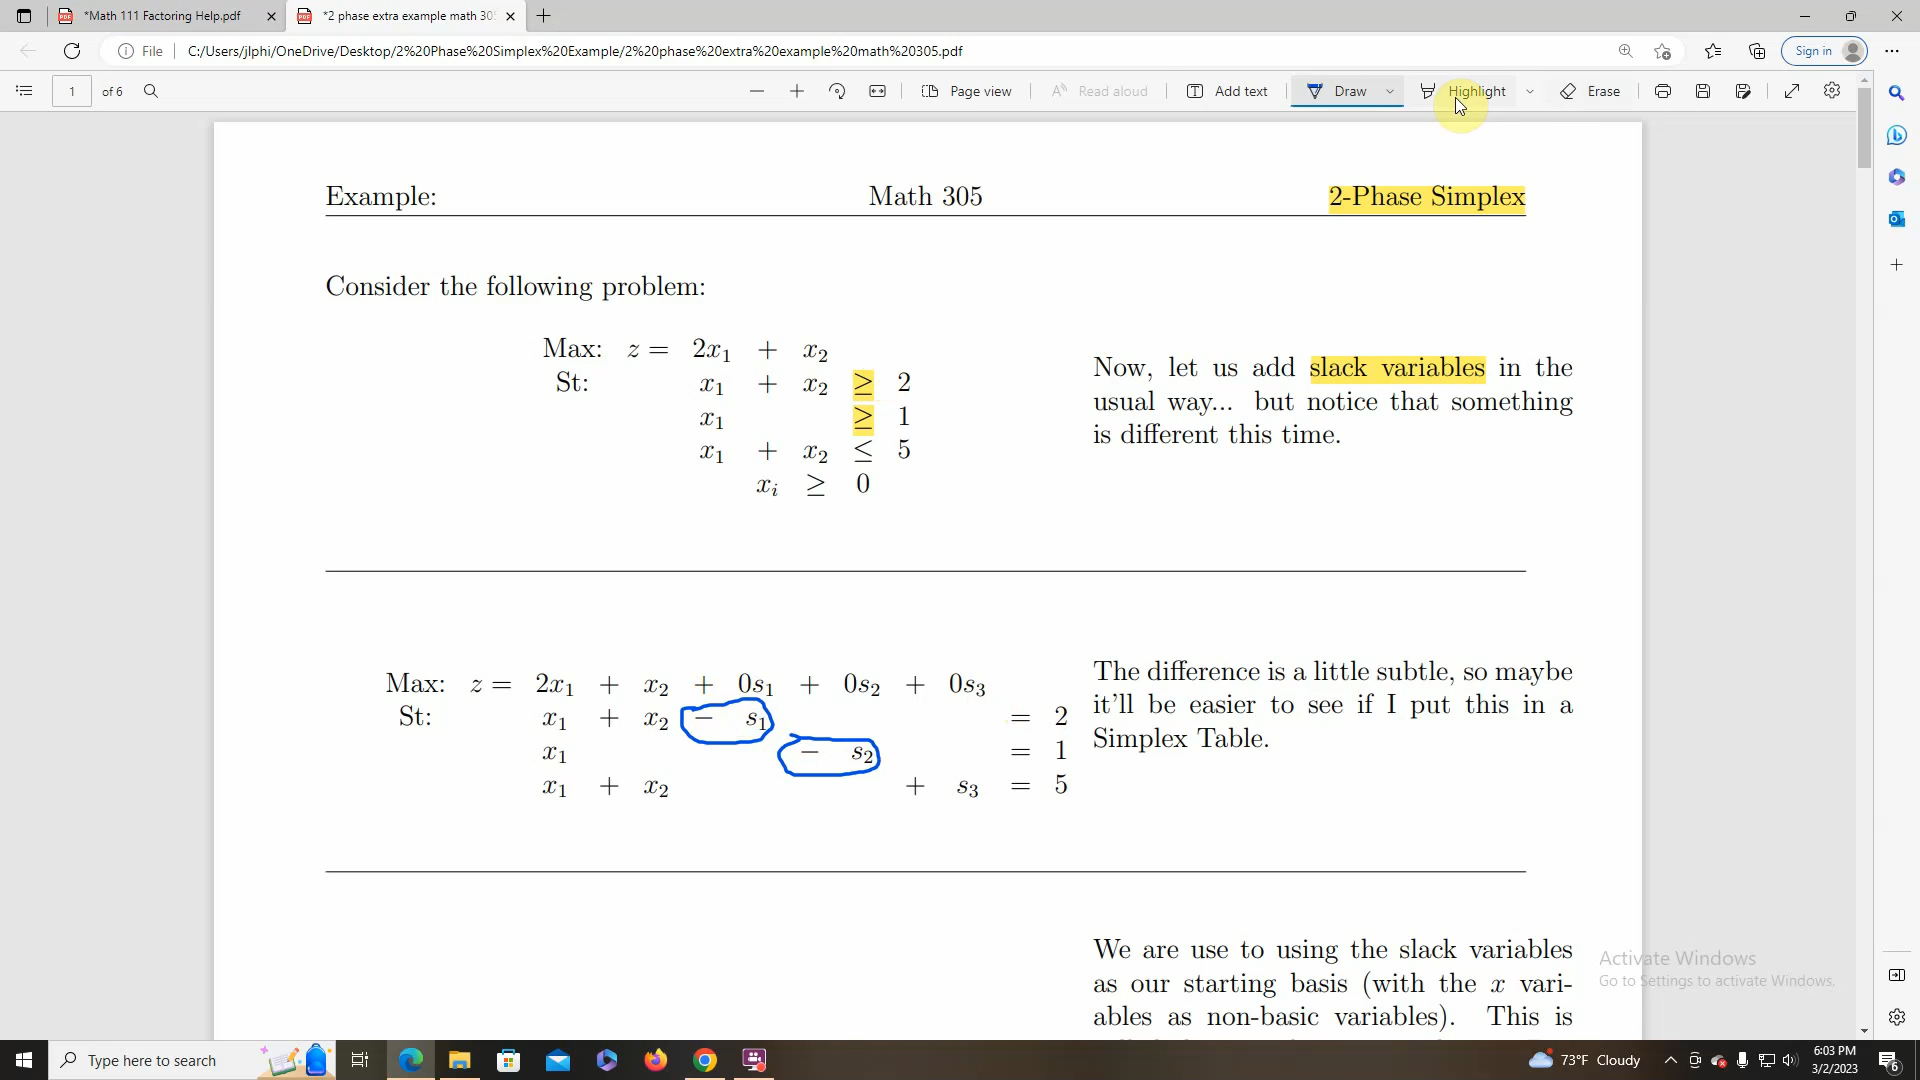 *Math 111 Factoring Help.pdf
*2 phase extra example math 305
File
C:/Users/jlphi/OneDrive/Desktop/2%20Phase%20Simplex%20Example/2%20phase%20extra%20example%20math%20305.pdf
Sign in
1 of 6
Page view
Read aloud
Add text
Draw
Highlight
Erase
Example: Math 305 2-Phase Simplex
Consider the following problem:
Max: z = 2x₁ + x₂
St: x₁ + x₂ ≥ 2
x₁ ≥ 1
x₁ + x₂ ≤ 5
xᵢ ≥ 0
Now, let us add slack variables in the
usual way... but notice that something
is different this time.
Max: z = 2x₁ + x₂ + 0s₁ + 0s₂ + 0s₃
St: x₁ + x₂ − s₁ = 2
x₁ − s₂ = 1
x₁ + x₂ + s₃ = 5
The difference is a little subtle, so maybe
it'll be easier to see if I put this in a
Simplex Table.
We are use to using the slack variables
as our starting basis (with the x vari-
ables as non-basic variables). This is
Activate Windows
Go to Settings to activate Windows.
Type here to search
73°F Cloudy
6:03 PM
3/2/2023
6